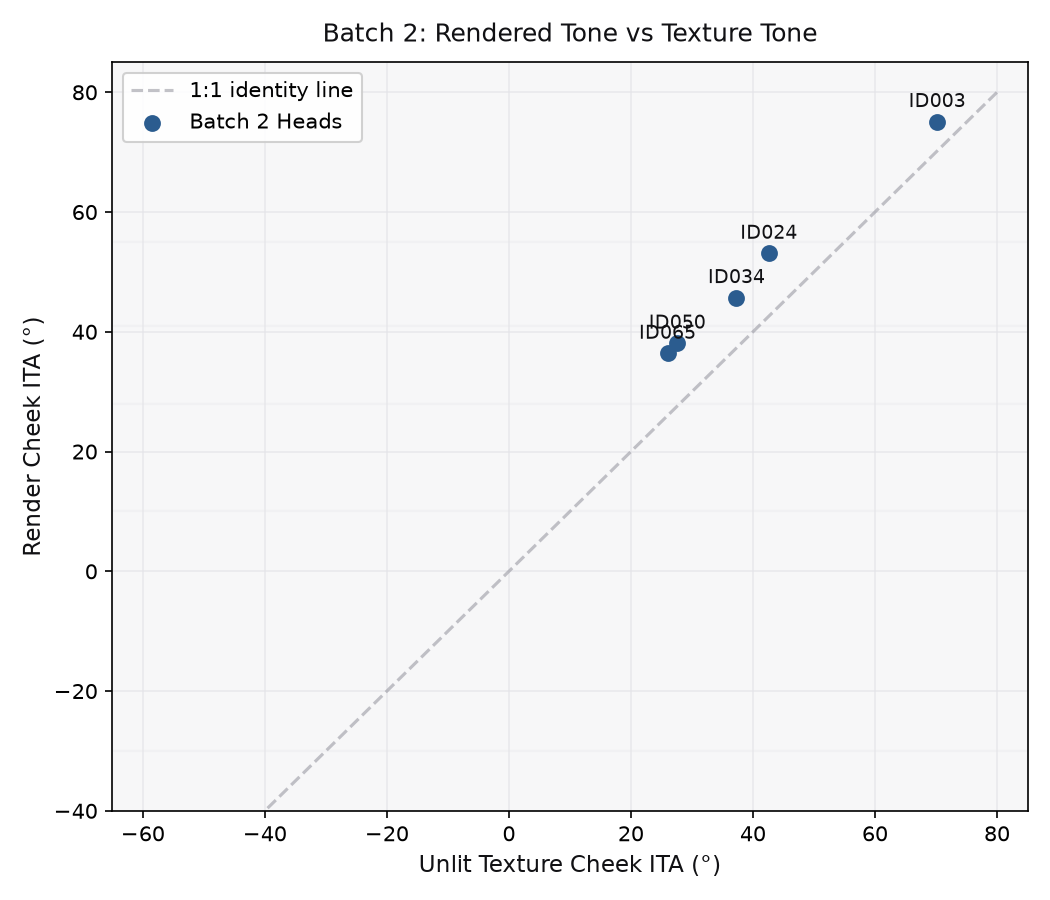 Batch 2: Rendered Tone vs Texture Tone
1:1 identity line
Batch 2 Heads
ID003
ID024
ID034
ID050
ID065
80
60
40
20
0
−20
−40
Render Cheek ITA (°)
−60
−40
−20
0
20
40
60
80
Unlit Texture Cheek ITA (°)